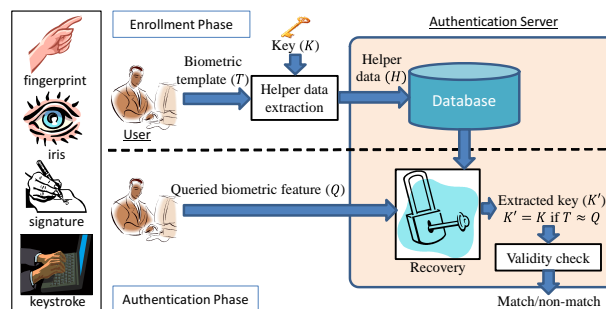 Enrollment Phase
Authentication Server
Key (K)
Biometric
template (T)
Helper data
extraction
Helper
data (H)
Database
User
fingerprint
iris
signature
keystroke
Queried biometric feature (Q)
Recovery
Extracted key (K′)
K′ = K if T ≈ Q
Validity check
Match/non-match
Authentication Phase